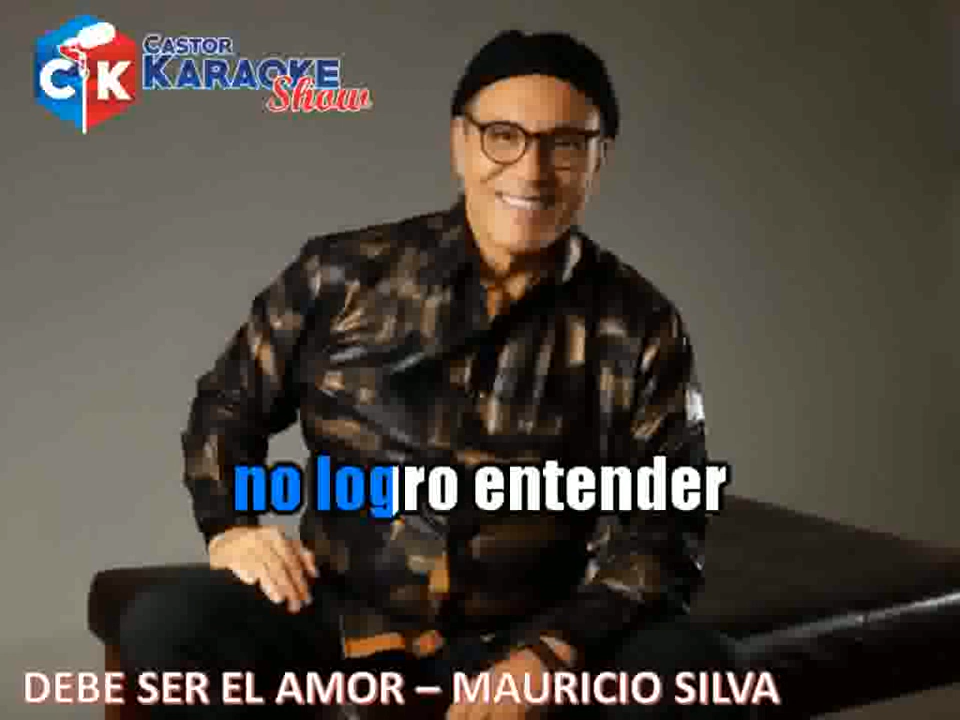 CK
CASTOR
KARAOKE
Show
no logro entender
DEBE SER EL AMOR – MAURICIO SILVA